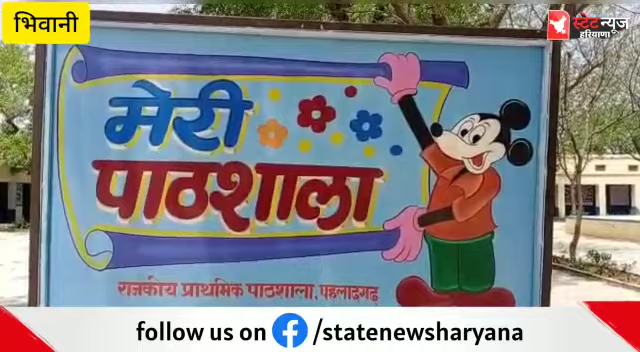 भिवानी
स्टेट न्यूज
हरियाणा
मेरी
पाठशाला
राजकीय प्राथमिक पाठशाला, पहलादगढ़
follow us on /statenewsharyana